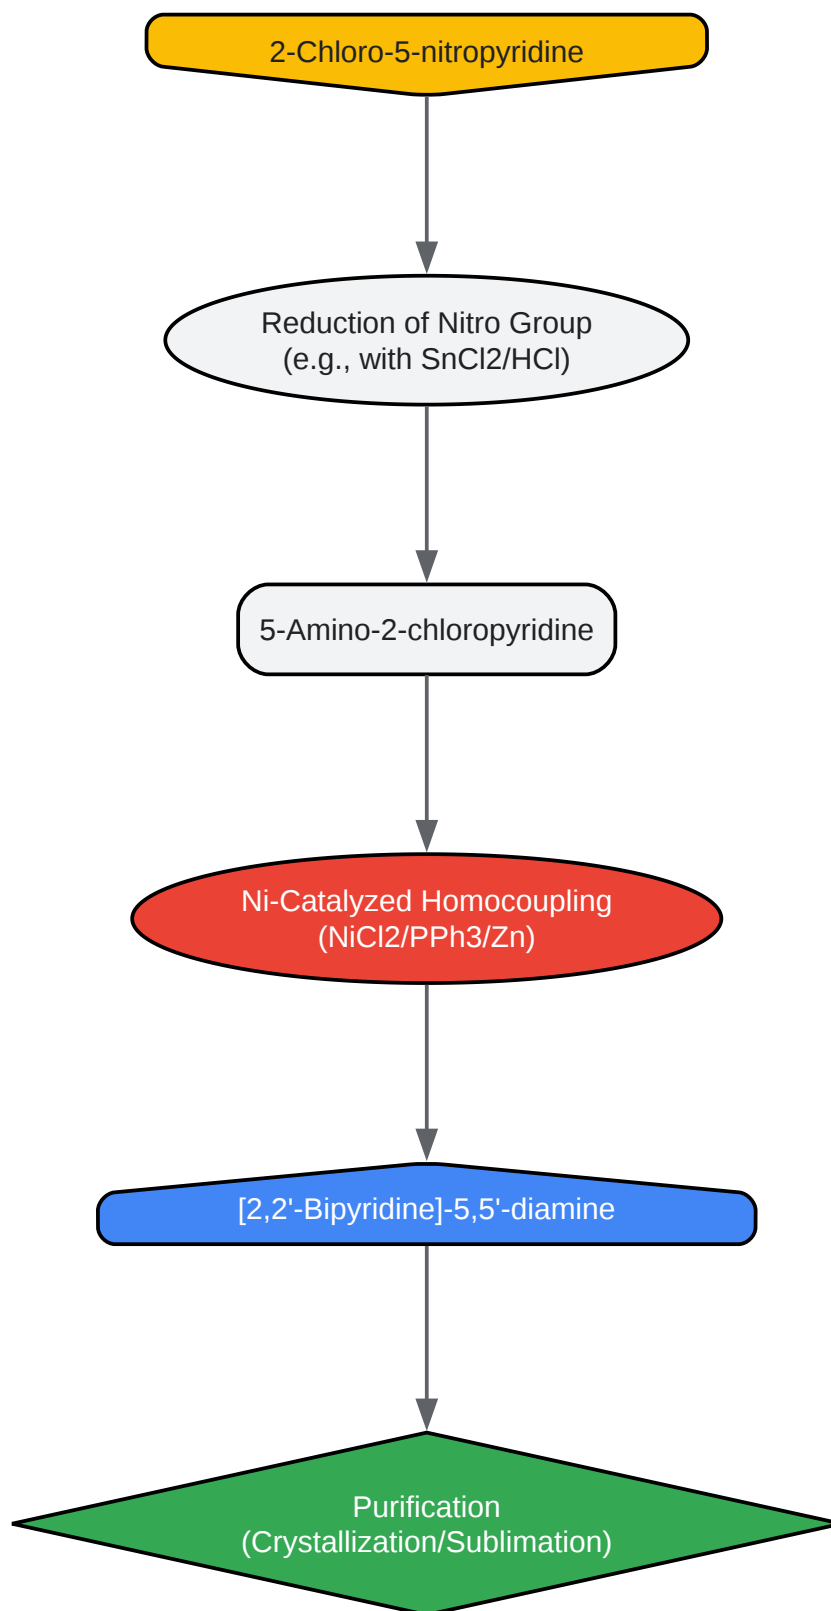 2-Chloro-5-nitropyridine
Reduction of Nitro Group
(e.g., with SnCl2/HCl)
5-Amino-2-chloropyridine
Ni-Catalyzed Homocoupling
(NiCl2/PPh3/Zn)
[2,2'-Bipyridine]-5,5'-diamine
Purification
(Crystallization/Sublimation)